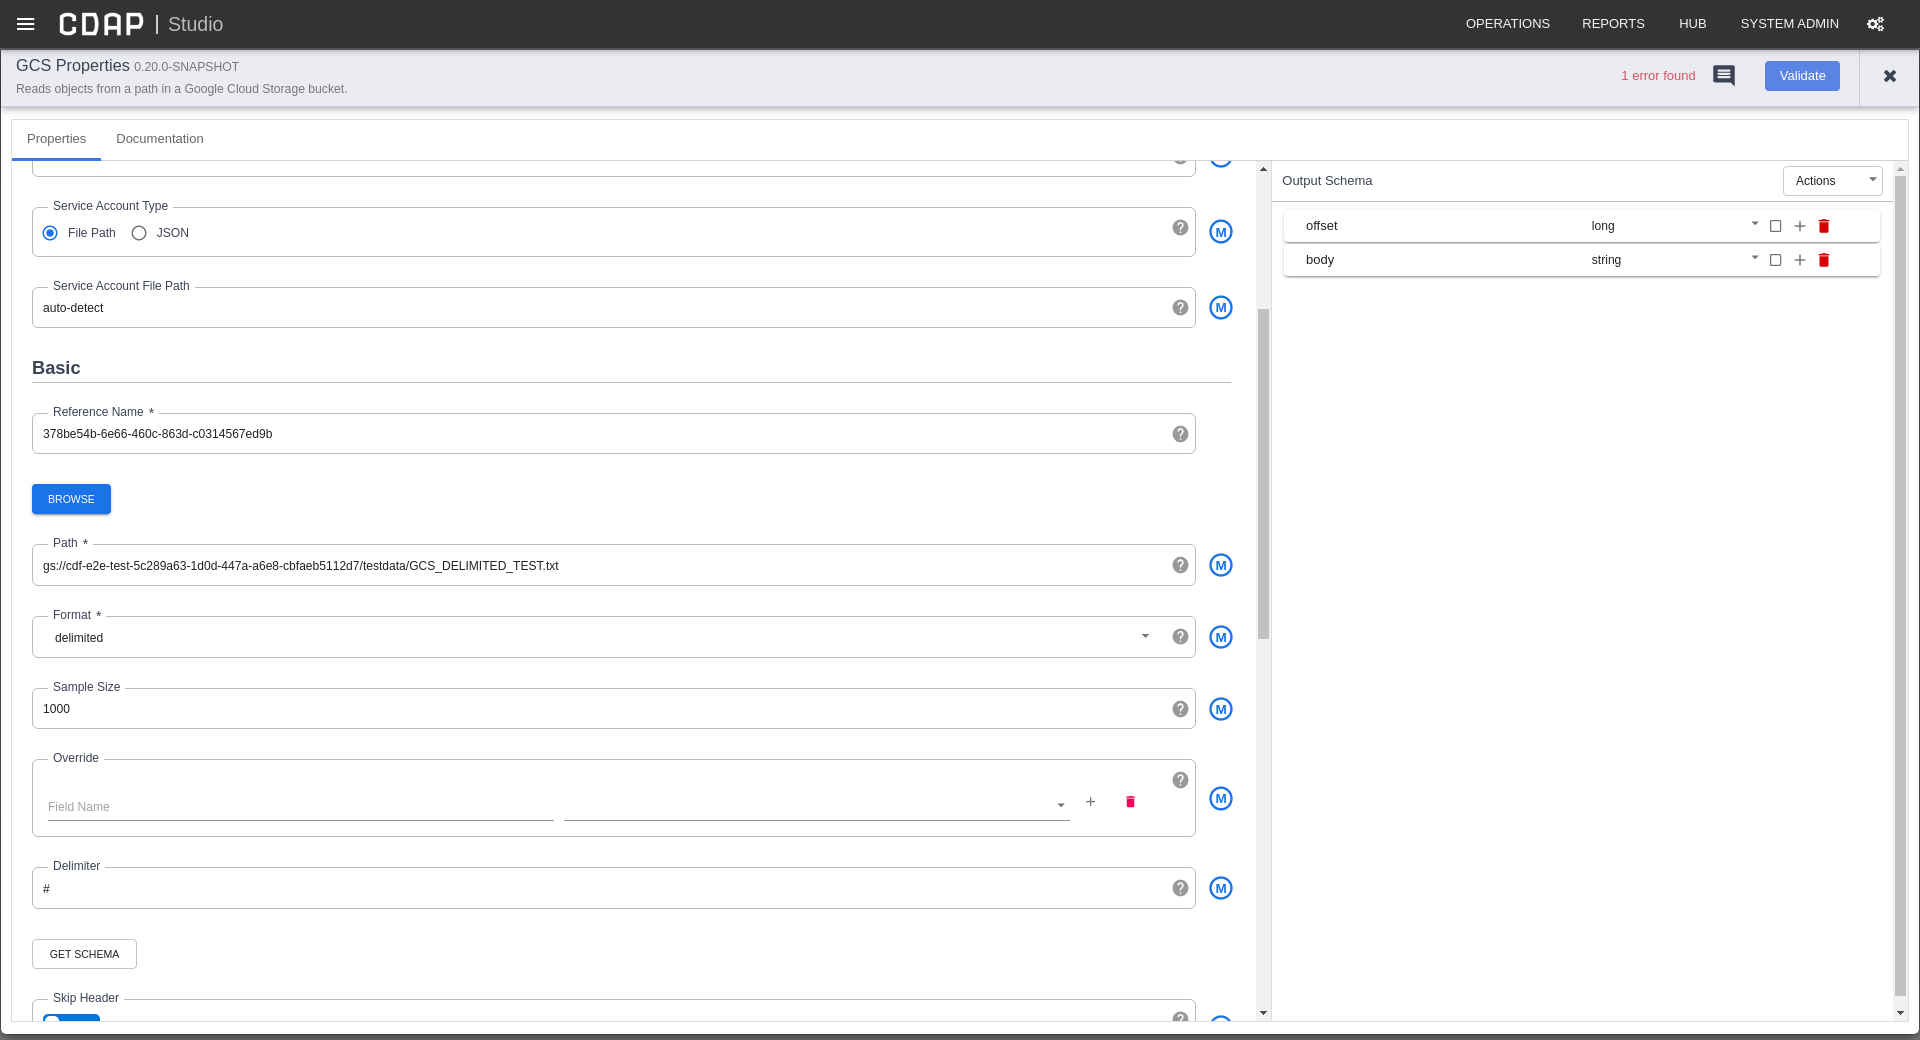 CDAP | Studio
OPERATIONS REPORTS HUB SYSTEM ADMIN
GCS Properties 0.20.0-SNAPSHOT
Reads objects from a path in a Google Cloud Storage bucket.
1 error found
Validate
Properties Documentation
Service Account Type
File Path JSON
M
Service Account File Path
auto-detect
M
Basic
Reference Name *
378be54b-6e66-460c-863d-c0314567ed9b
BROWSE
Path *
gs://cdf-e2e-test-5c289a63-1d0d-447a-a6e8-cbfaeb5112d7/testdata/GCS_DELIMITED_TEST.txt
M
Format *
delimited
M
Sample Size
1000
M
Override
Field Name
M
Delimiter
#
M
GET SCHEMA
Skip Header
Output Schema
Actions
offset long
body string